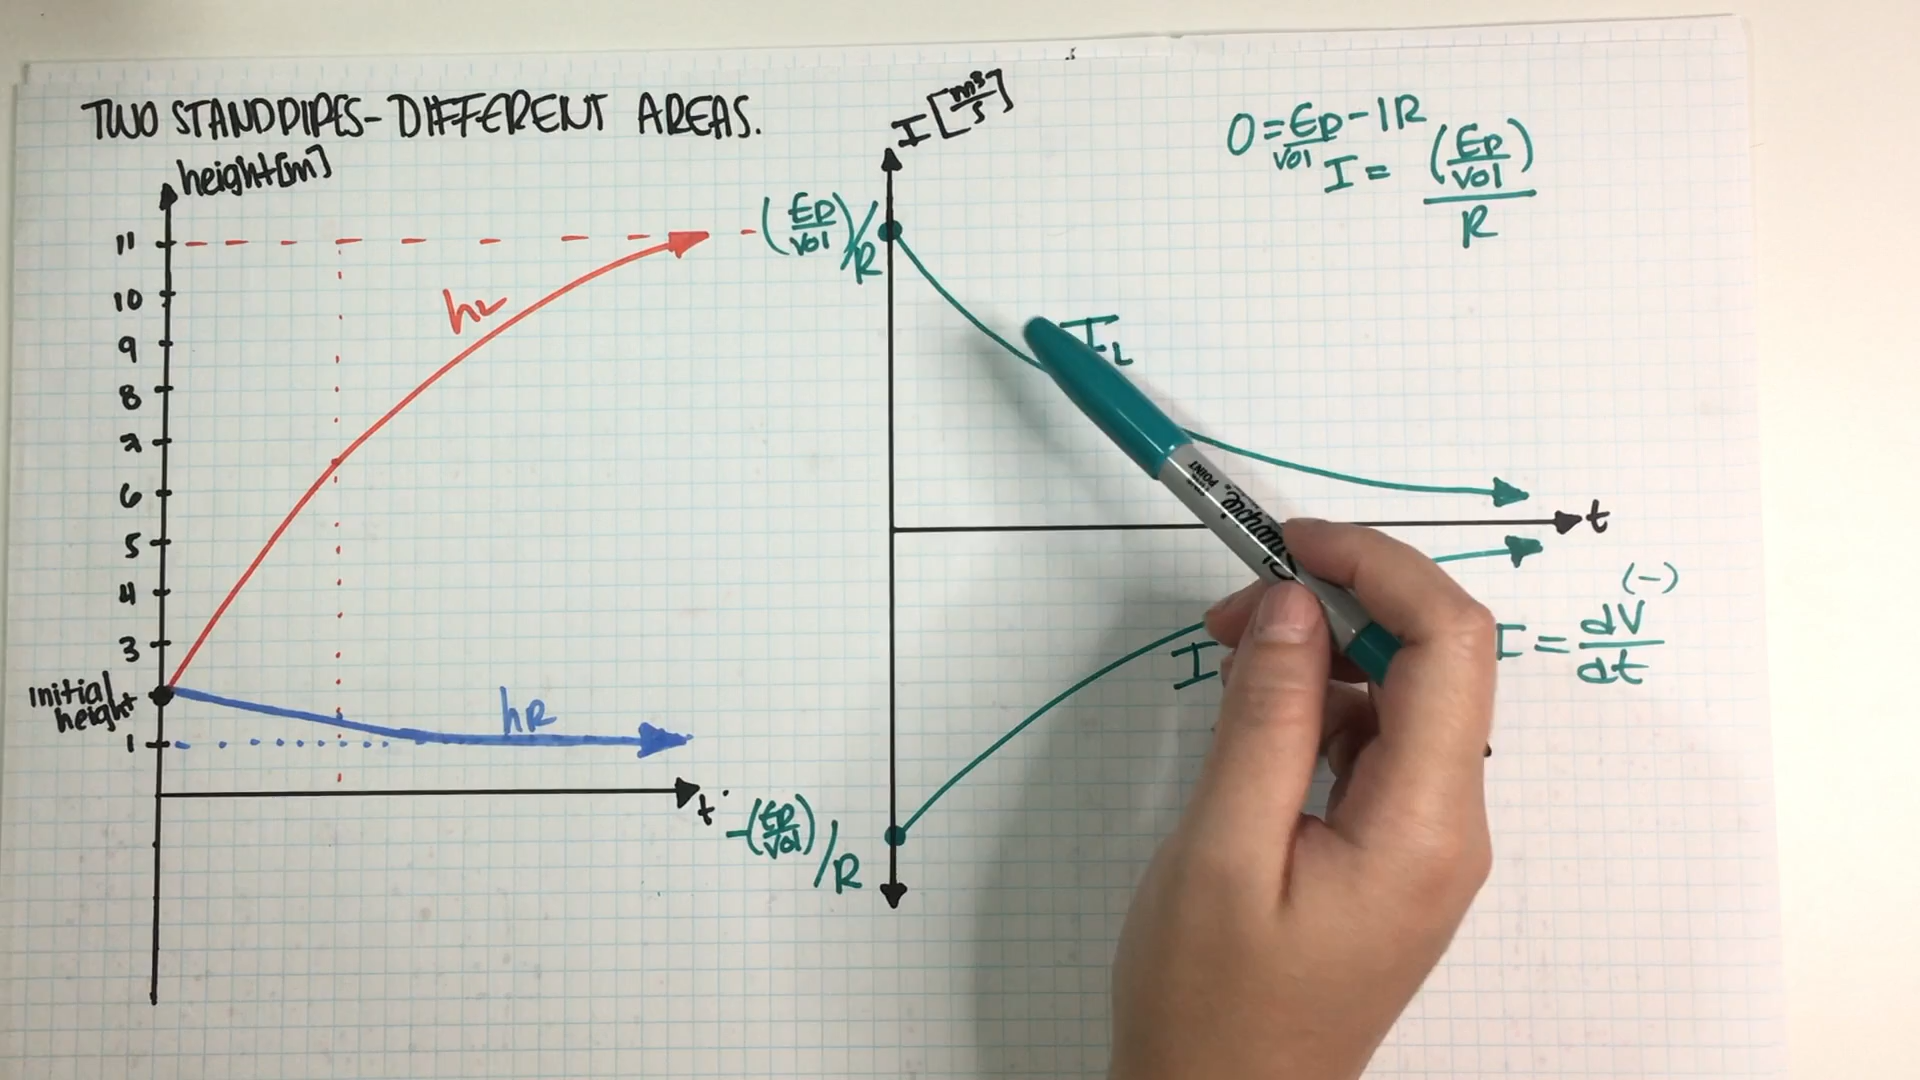 TWO STANDPIPES-DIFFERENT AREAS.
height[m]
11
10
9
8
7
6
5
4
3
initial
height
1
hL
hR
t
I [m³/s]
(Ep/vol)/R
-(Ep/vol)/R
IL
I
t
0=Ep/vol-IR
I = (Ep/vol)/R
(-)
I = dV/dt
Sharpie
POINT